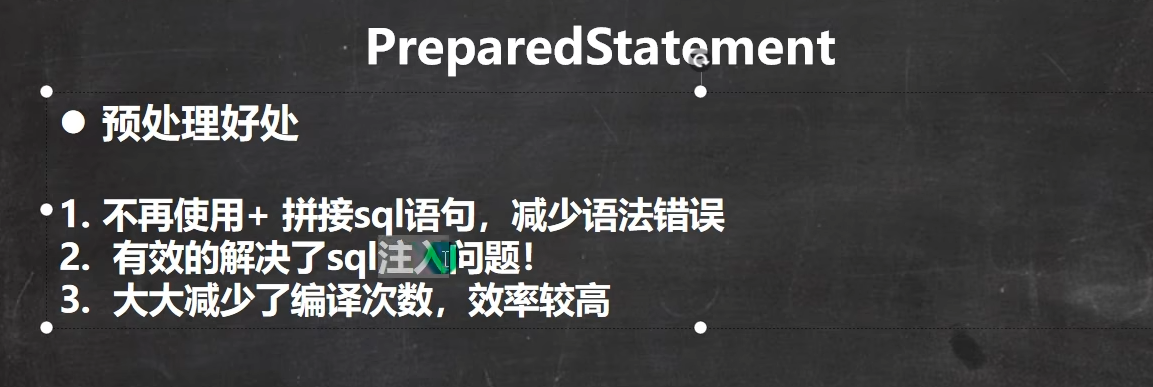 PreparedStatement
● 预处理好处
1. 不再使用+ 拼接sql语句，减少语法错误
2. 有效的解决了sql注入问题！
3. 大大减少了编译次数，效率较高